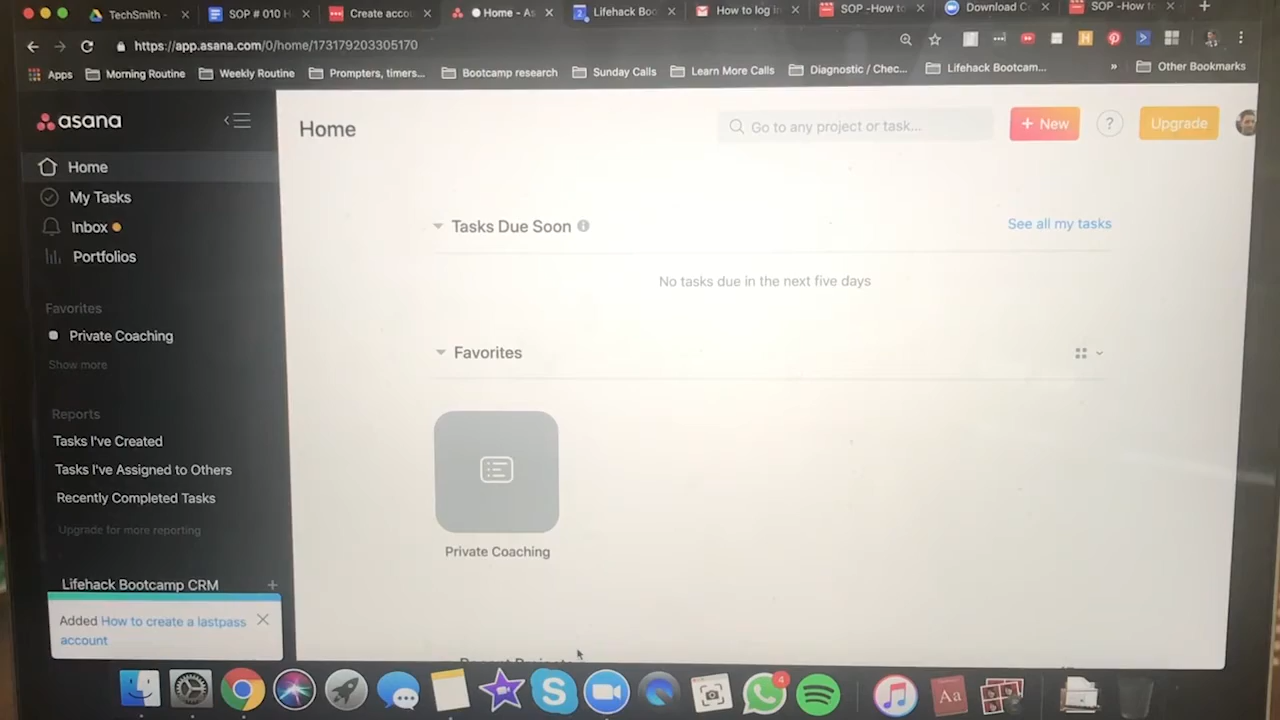 TechSmith - SOP # 010 H Create accou Home - As Lifehack Boo How to log in SOP -How to Download Ce SOP -How to
https://app.asana.com/0/home/173179203305170
Apps Morning Routine Weekly Routine Prompters, timers... Bootcamp research Sunday Calls Learn More Calls Diagnostic / Chec... Lifehack Bootcam... » Other Bookmarks
asana
Home
Go to any project or task...
+ New
?
Upgrade
Home
My Tasks
Inbox
Portfolios
Favorites
Private Coaching
Show more
Reports
Tasks I've Created
Tasks I've Assigned to Others
Recently Completed Tasks
Upgrade for more reporting
Lifehack Bootcamp CRM +
Added How to create a lastpass
account
Tasks Due Soon
See all my tasks
No tasks due in the next five days
Favorites
Private Coaching
4
Aa